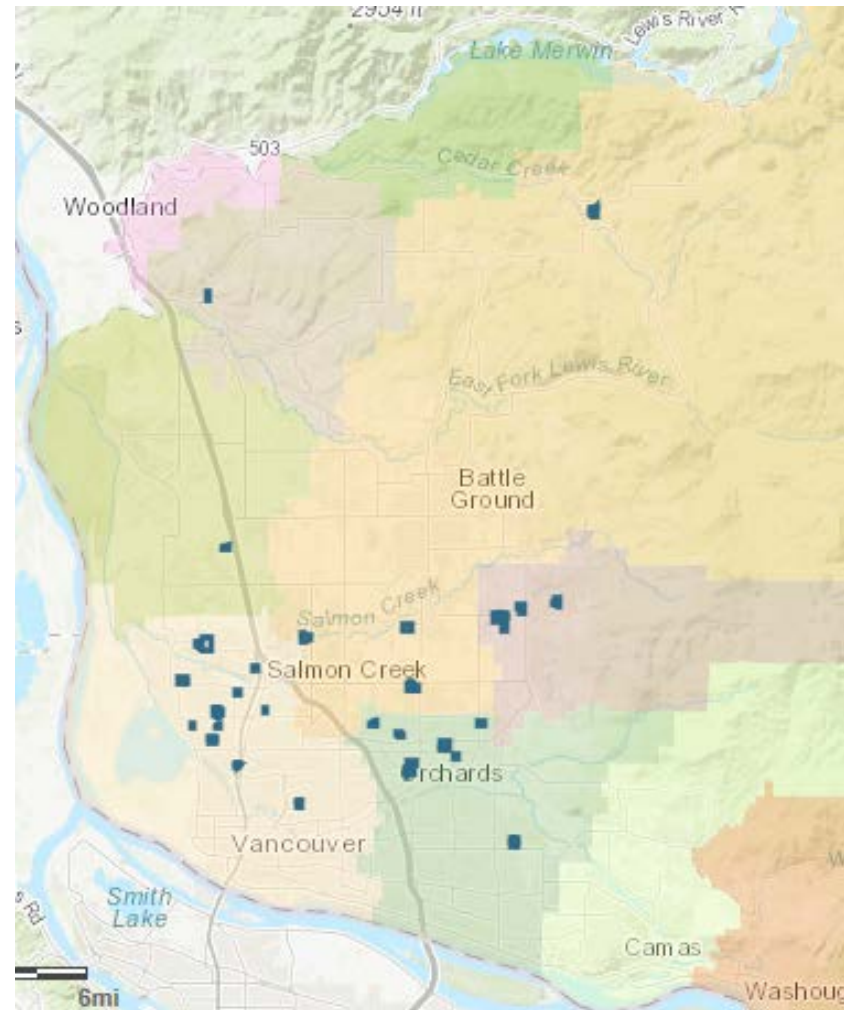 2954 ft
Lewis River
Lake Merwin
503
Cedar Creek
Woodland
s
East Fork Lewis River
Battle
Ground
Salmon Creek
Salmon Creek
Orchards
Vancouver
W
Smith
Lake
s Rd
Camas
6mi
Washoug